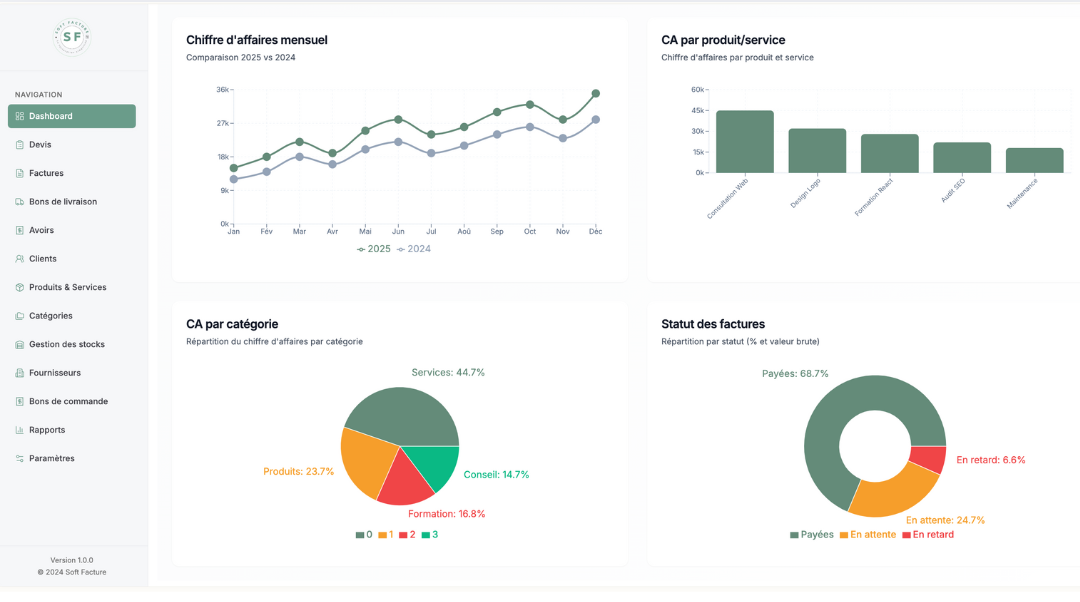 SOFT FACTURE
SF
NAVIGATION
Dashboard
Devis
Factures
Bons de livraison
Avoirs
Clients
Produits & Services
Catégories
Gestion des stocks
Fournisseurs
Bons de commande
Rapports
Paramètres
Version 1.0.0
© 2024 Soft Facture
Chiffre d'affaires mensuel
Comparaison 2025 vs 2024
36k
27k
18k
9k
0k
Jan Fév Mar Avr Mai Jun Jul Aoû Sep Oct Nov Déc
2025 2024
CA par produit/service
Chiffre d'affaires par produit et service
60k
45k
30k
15k
0k
Consultation Web
Design Logo
Formation React
Audit SEO
Maintenance
CA par catégorie
Répartition du chiffre d'affaires par catégorie
Services: 44.7%
Produits: 23.7%
Conseil: 14.7%
Formation: 16.8%
0 1 2 3
Statut des factures
Répartition par statut (% et valeur brute)
Payées: 68.7%
En retard: 6.6%
En attente: 24.7%
Payées En attente En retard